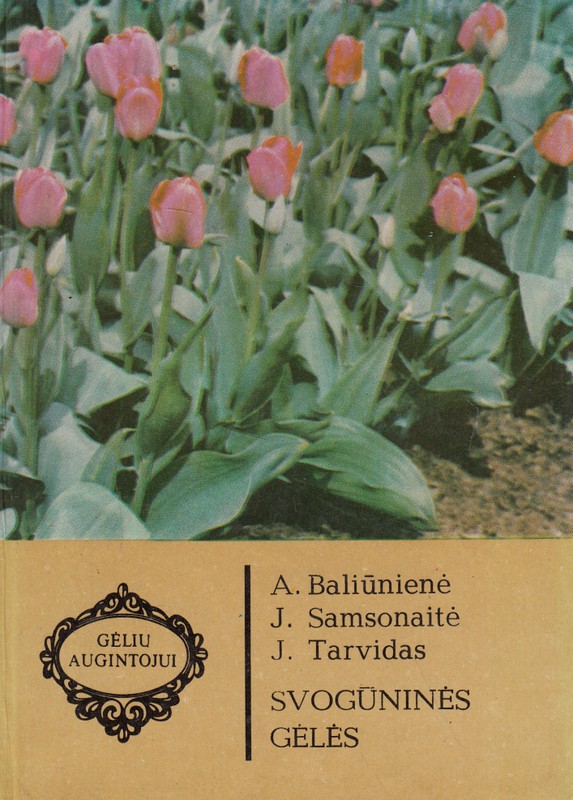 GĖLIŲ
AUGINTOJUI
A. Baliūnienė
J. Samsonaitė
J. Tarvidas
SVOGŪNINĖS
GĖLĖS